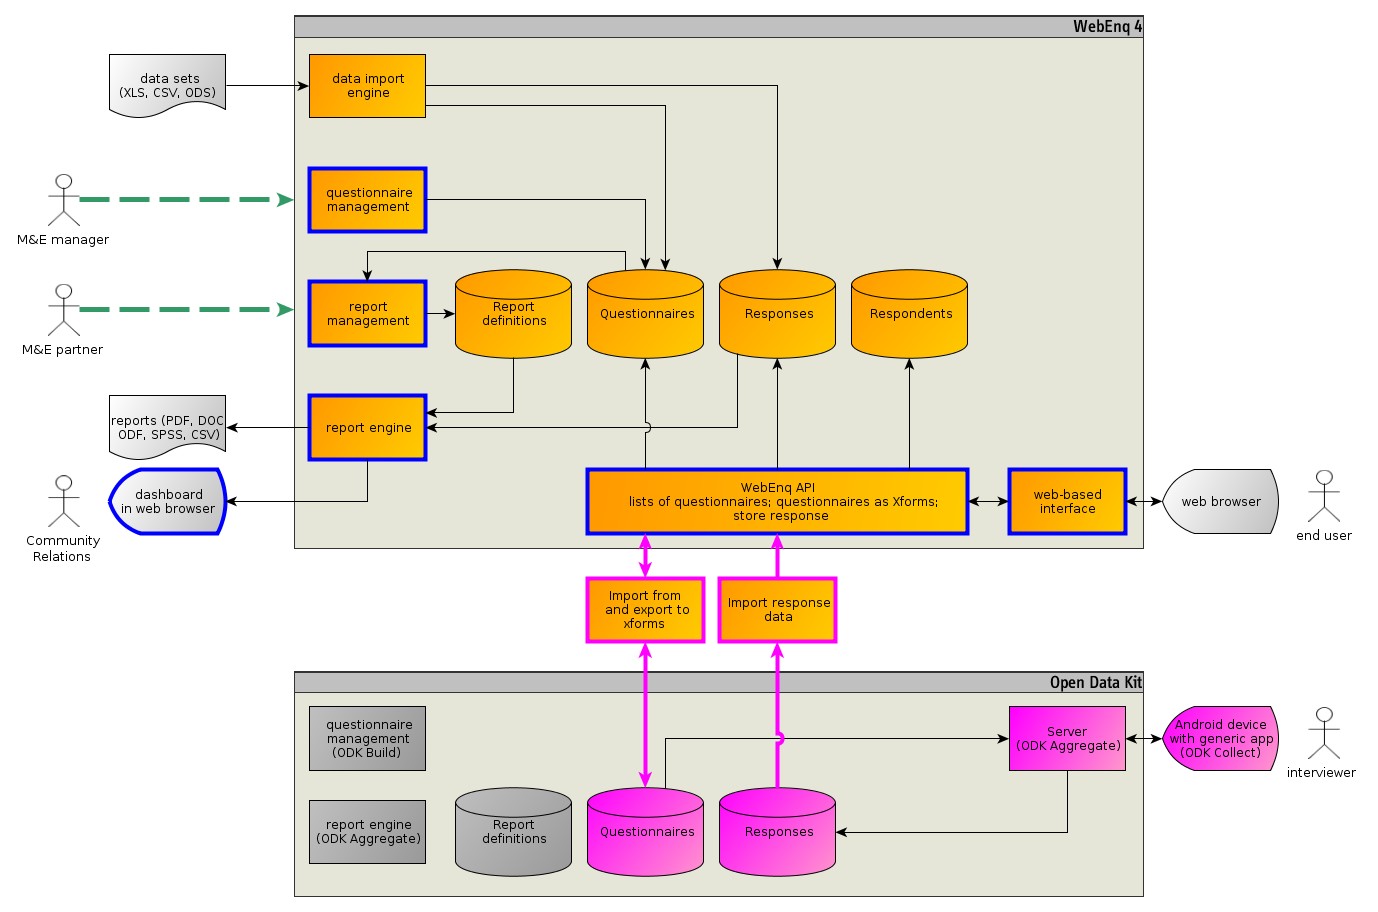 WebEnq 4
data sets
(XLS, CSV, ODS)
data import
engine
M&E manager
questionnaire
management
M&E partner
report
management
Report
definitions
Questionnaires
Responses
Respondents
reports (PDF, DOC
ODF, SPSS, CSV)
report engine
Community
Relations
dashboard
in web browser
WebEnq API
lists of questionnaires; questionnaires as Xforms;
store response
web-based
interface
web browser
end user
Import from
and export to
xforms
Import response
data
Open Data Kit
questionnaire
management
(ODK Build)
Server
(ODK Aggregate)
Android device
with generic app
(ODK Collect)
interviewer
report engine
(ODK Aggregate)
Report
definitions
Questionnaires
Responses